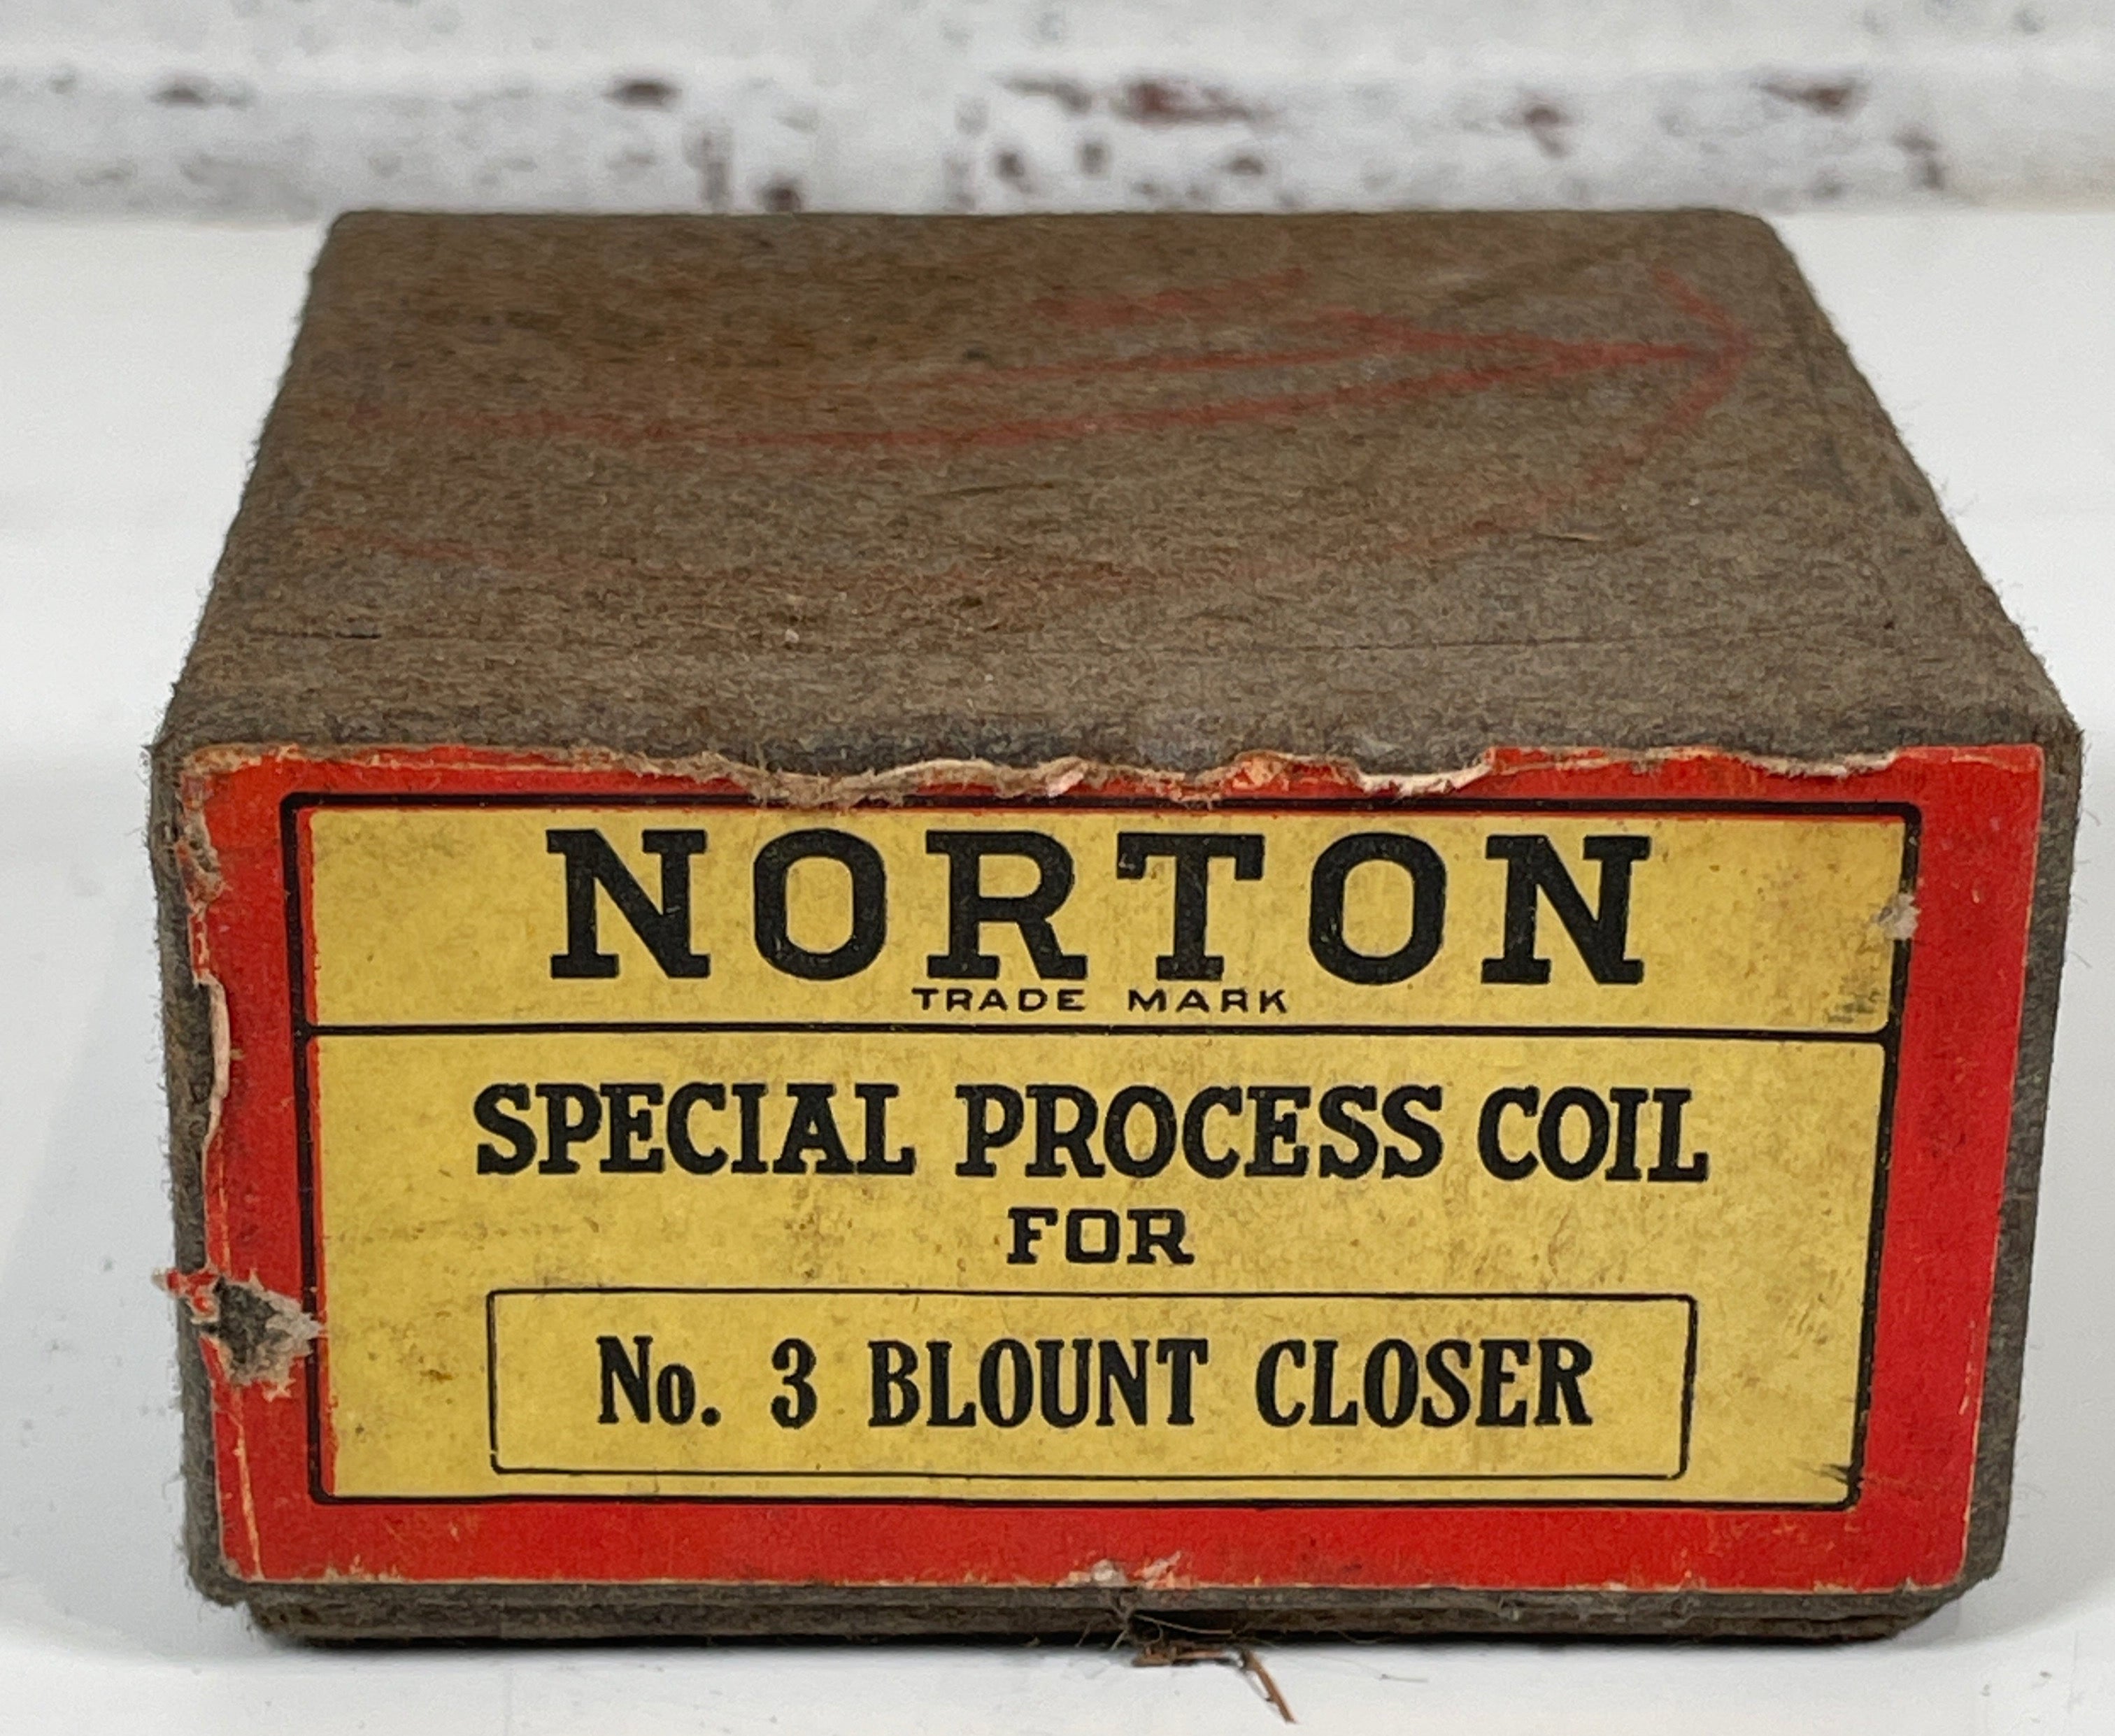 NORTON
TRADE MARK
SPECIAL PROCESS COIL
FOR
No. 3 BLOUNT CLOSER